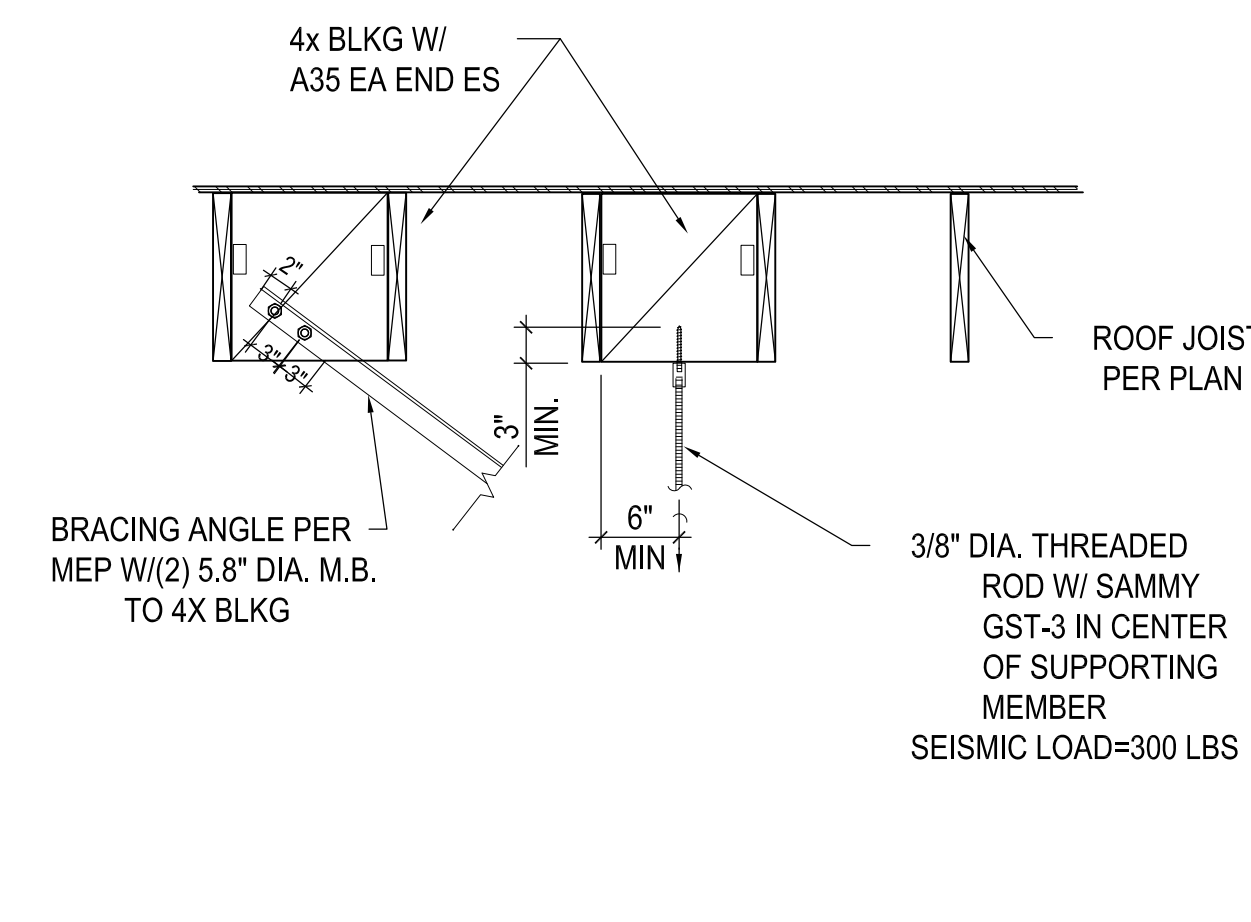 4x BLKG W/
A35 EA END ES
2"
3"
3"
3"
MIN.
ROOF JOIST
PER PLAN
6"
MIN
BRACING ANGLE PER
MEP W/(2) 5.8" DIA. M.B.
TO 4X BLKG
3/8" DIA. THREADED
ROD W/ SAMMY
GST-3 IN CENTER
OF SUPPORTING
MEMBER
SEISMIC LOAD=300 LBS